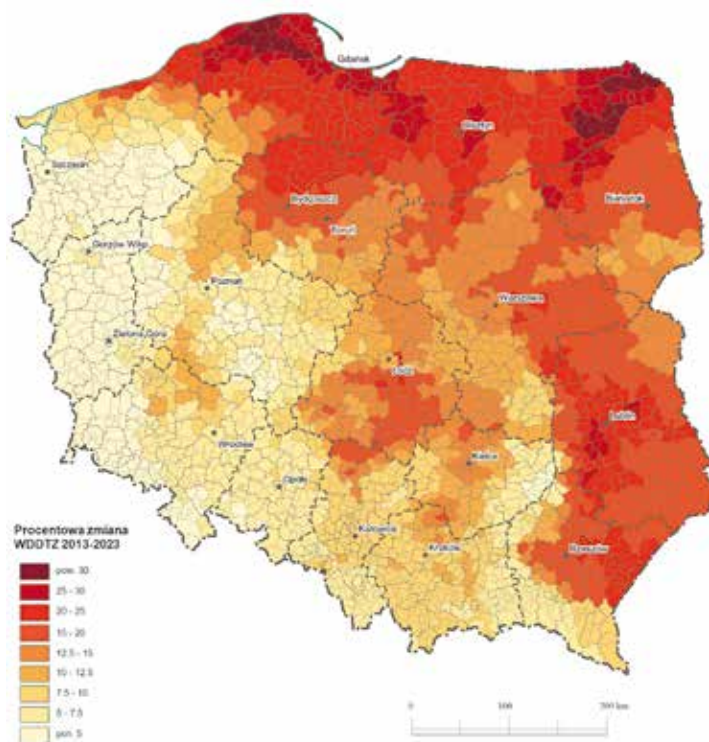 Gdańsk
Olsztyn
Szczecin
Bydgoszcz
Białystok
Toruń
Gorzów Wlkp.
Poznań
Warszawa
Zielona Góra
Łódź
Lublin
Wrocław
Kielce
Opole
Katowice
Kraków
Rzeszów
Procentowa zmiana
WDDTZ 2013-2023
pow. 30
25 - 30
20 - 25
15 - 20
12.5 - 15
10 - 12.5
7.5 - 10
5 - 7.5
pon. 5
0 100 200 km